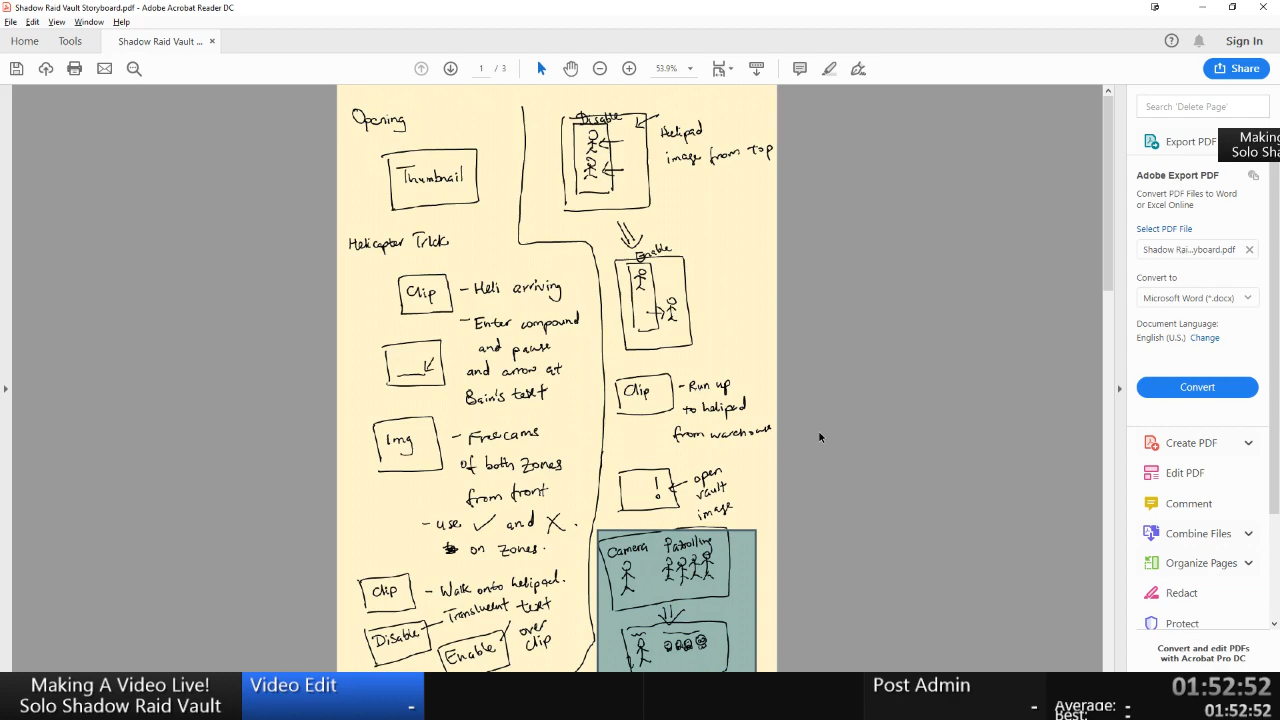 Shadow Raid Vault Storyboard.pdf - Adobe Acrobat Reader DC
File Edit View Window Help
Home Tools Shadow Raid Vault ... × Sign In
1 / 3 53.9% Share
Opening
Thumbnail
Helicopter Trick
Clip - Heli arriving
- Enter compound
and pause
and arrow at
Bain's text
Img - Freecams
of both zones
from front
- use ✓ and X.
on zones.
Clip - Walk onto helipad.
Disable - Translucent text
Enable over
clip
Disable
Helipad
image from top
Enable
Clip - Run up
to helipad
from warehouse
! open
vault
image
Camera Patrolling
Search 'Delete Page'
Export PDF
Making
Solo Sha
Adobe Export PDF
Convert PDF Files to Word
or Excel Online
Select PDF File
Shadow Rai...yboard.pdf ×
Convert to
Microsoft Word (*.docx)
Document Language:
English (U.S.) Change
Convert
Create PDF
Edit PDF
Comment
Combine Files
Organize Pages
Redact
Protect
Convert and edit PDFs
with Acrobat Pro DC
Making A Video Live!
Solo Shadow Raid Vault
Video Edit
-
Post Admin
-
01:52:52
Average: -
Best: -
01:52:52